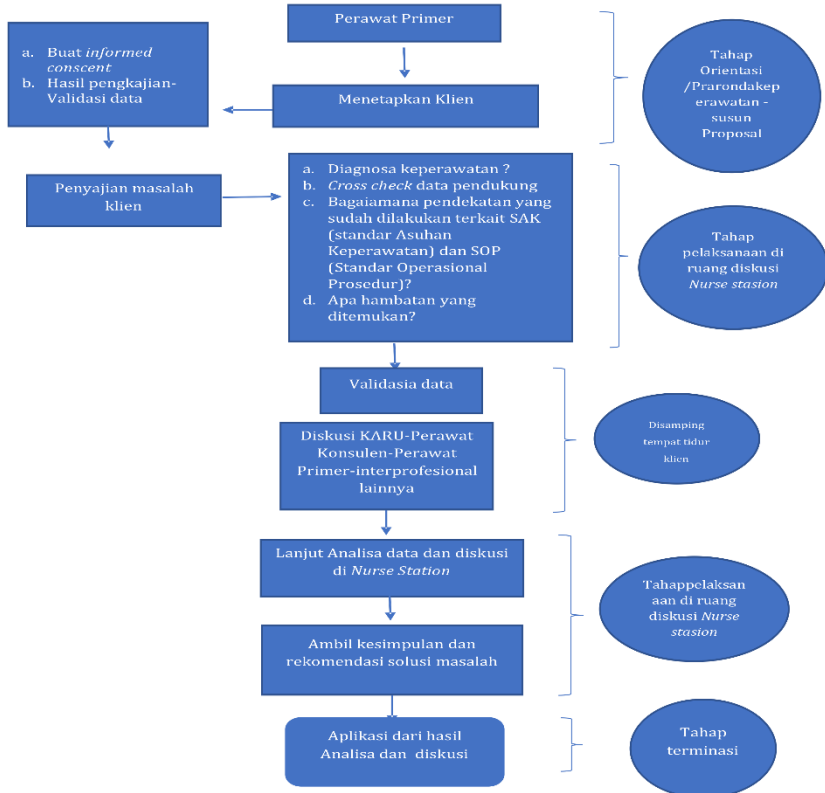 Perawat Primer
a. Buat informed
conscent
b. Hasil pengkajian-
Validasi data
Menetapkan Klien
Tahap
Orientasi
/Prarondakep
erawatan -
susun
Proposal
Penyajian masalah
klien
a. Diagnosa keperawatan ?
b. Cross check data pendukung
c. Bagaiamana pendekatan yang
sudah dilakukan terkait SAK
(standar Asuhan
Keperawatan) dan SOP
(Standar Operasional
Prosedur)?
d. Apa hambatan yang
ditemukan?
Tahap
pelaksanaan di
ruang diskusi
Nurse stasion
Validasia data
Diskusi KARU-Perawat
Konsulen-Perawat
Primer-interprofesional
lainnya
Disamping
tempat tidur
klien
Lanjut Analisa data dan diskusi
di Nurse Station
Ambil kesimpulan dan
rekomendasi solusi masalah
Tahappelaksan
aan di ruang
diskusi Nurse
stasion
Aplikasi dari hasil
Analisa dan diskusi
Tahap
terminasi